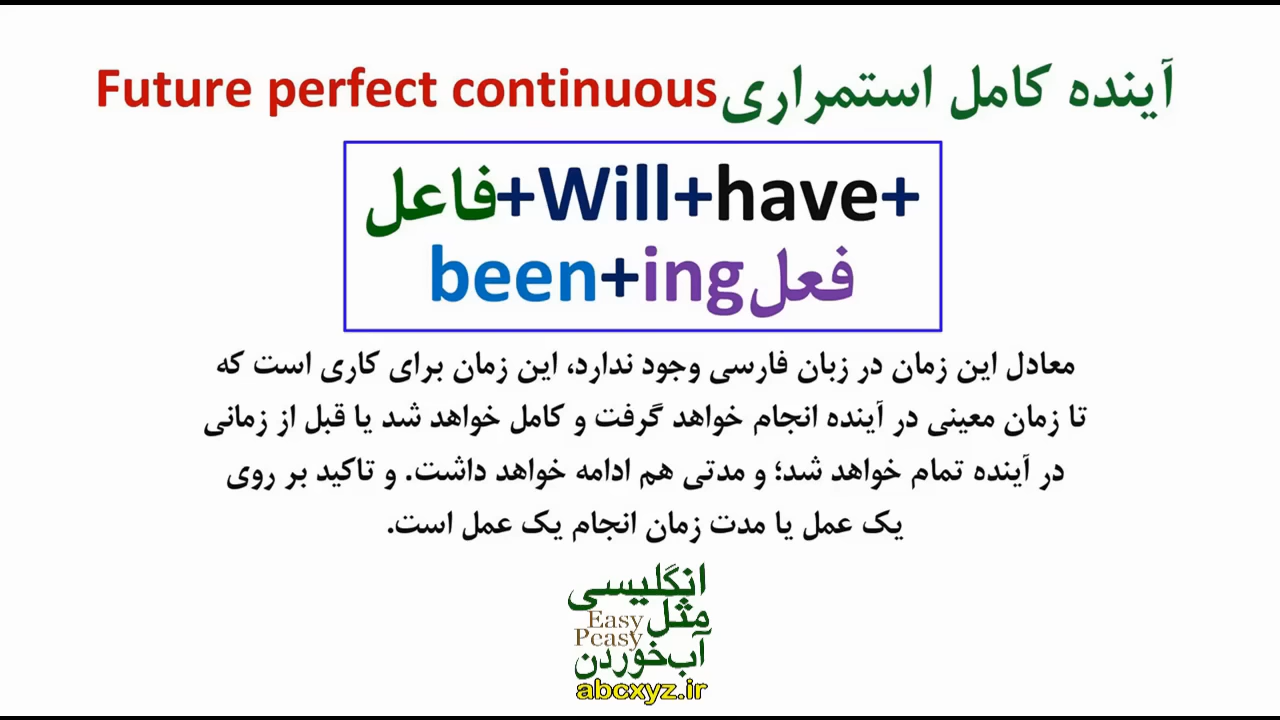 آینده کامل استمراری Future perfect continuous
فاعل+Will+have+
been+ingفعل
معادل این زمان در زبان فارسی وجود ندارد، این زمان برای کاری است که
تا زمان معینی در آینده انجام خواهد گرفت و کامل خواهد شد یا قبل از زمانی
در آینده تمام خواهد شد؛ و مدتی هم ادامه خواهد داشت. و تاکید بر روی
یک عمل یا مدت زمان انجام یک عمل است.
انگلیسی
مثل Easy
Peasy
آب‌خوردن
abcxyz.ir